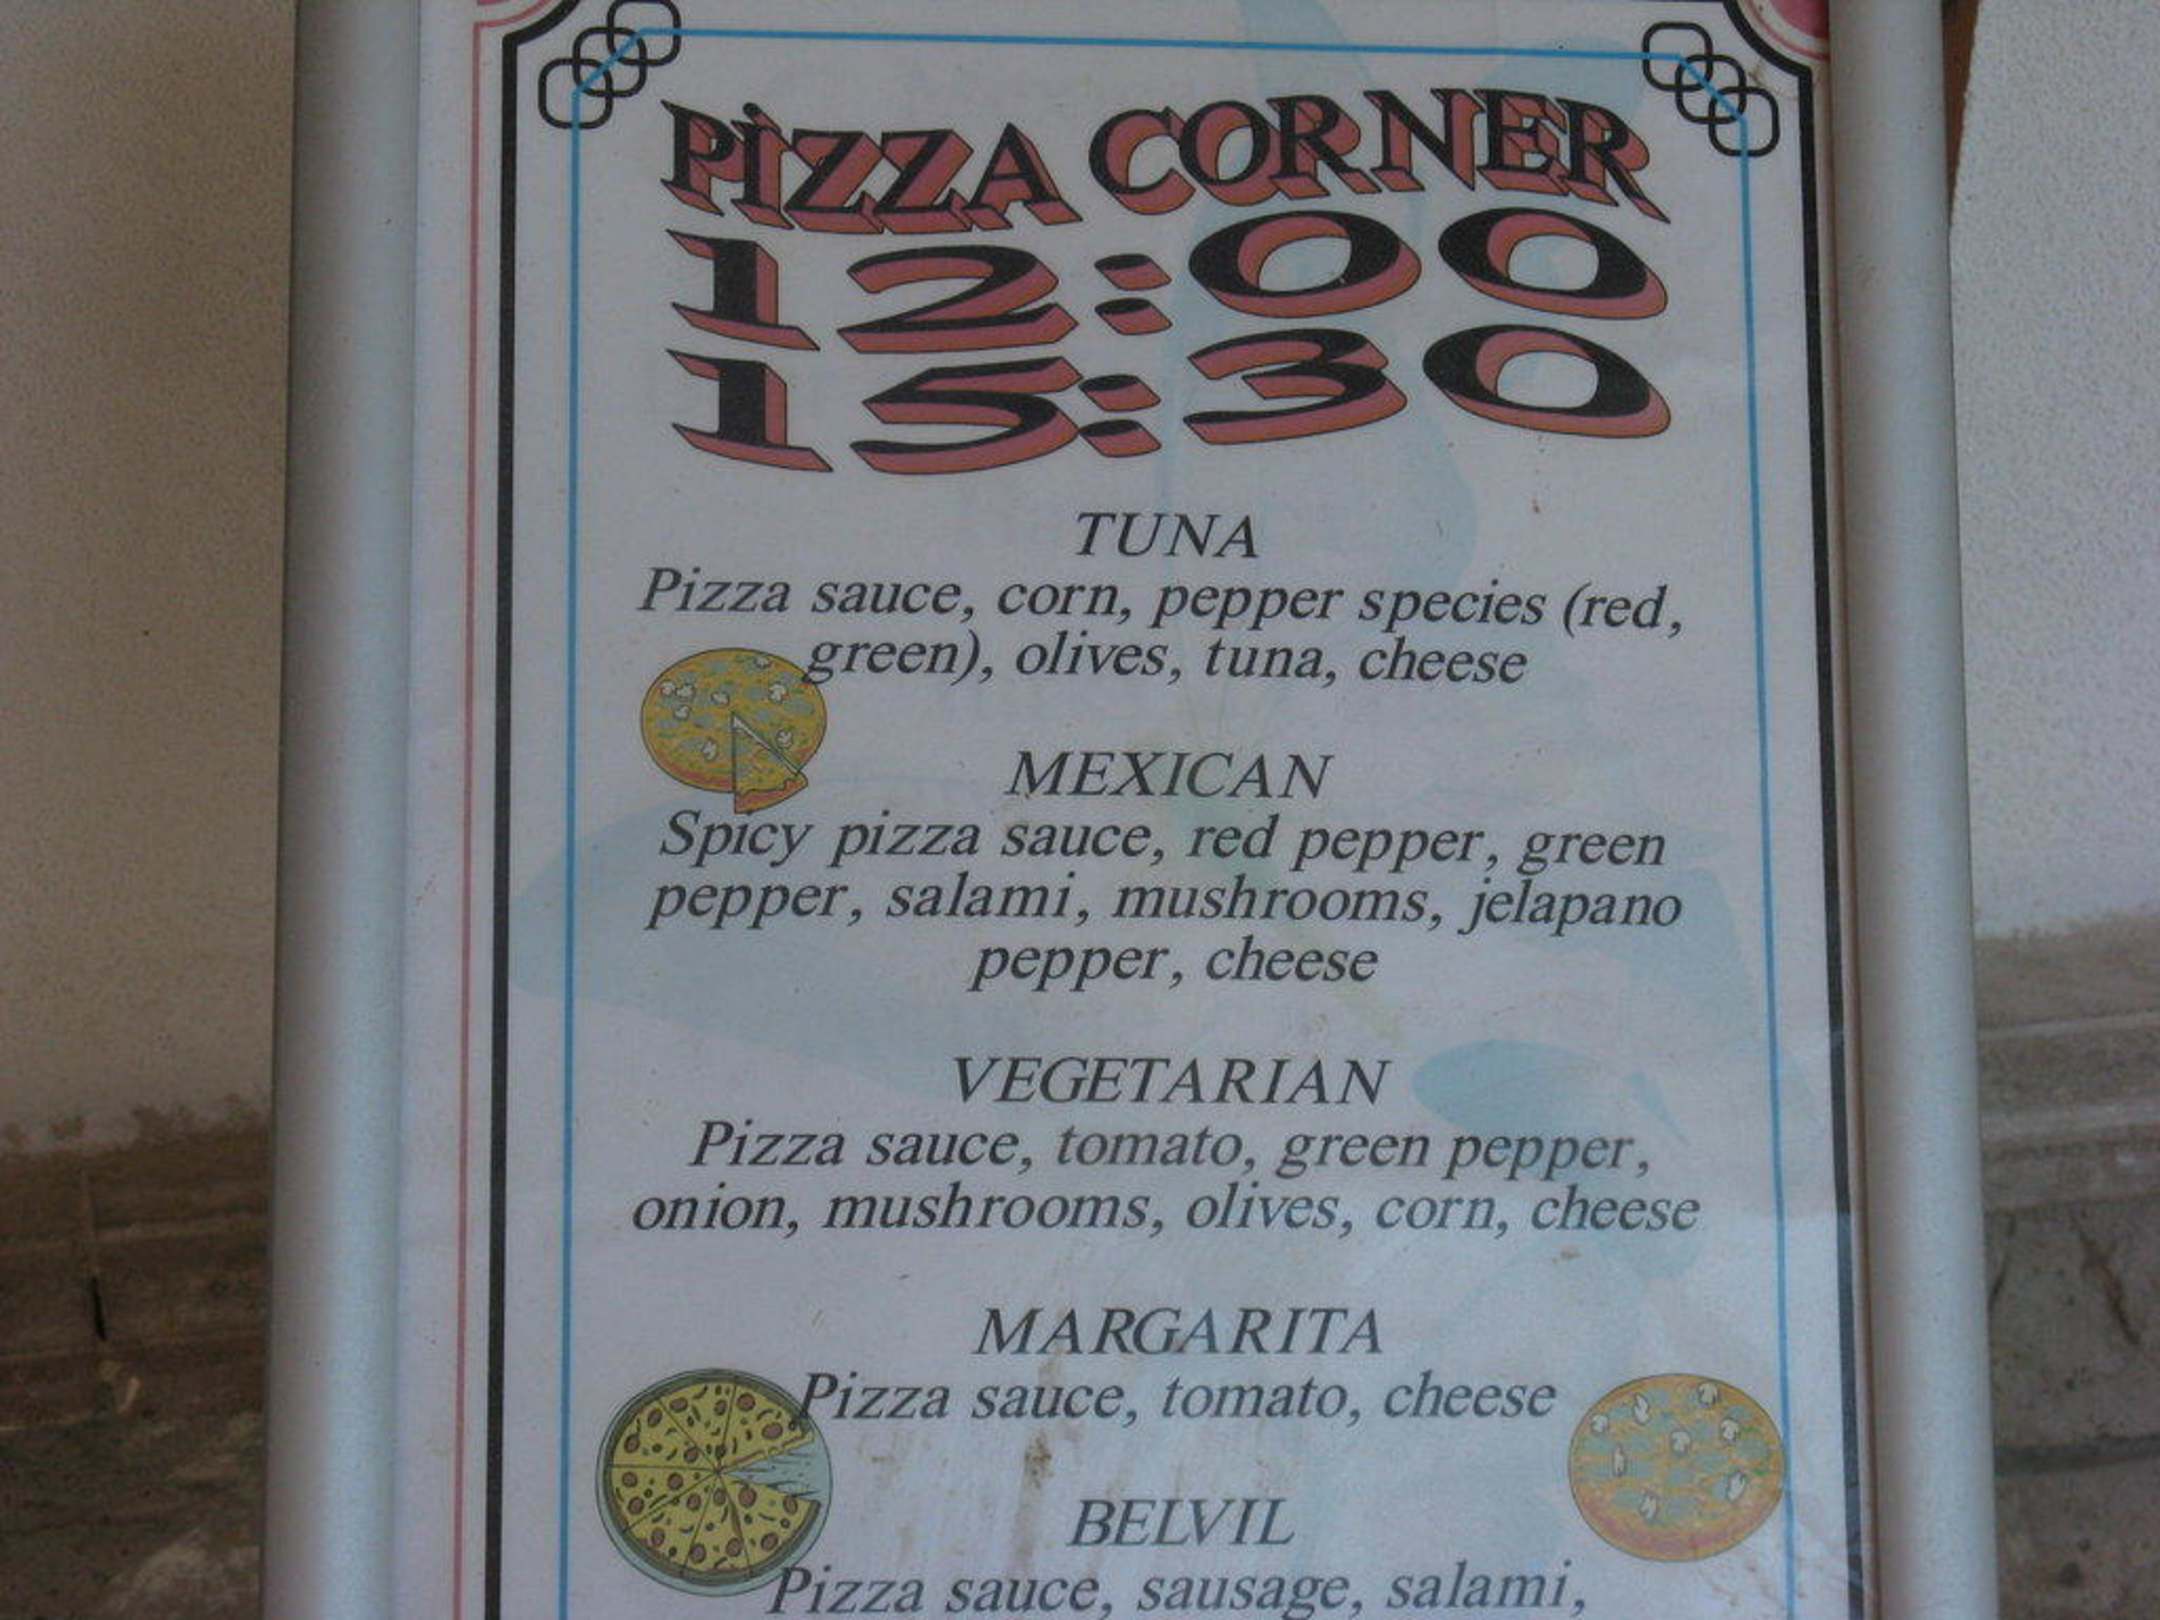 PİZZA CORNER
12:00
15:30
TUNA
Pizza sauce, corn, pepper species (red,
green), olives, tuna, cheese
MEXICAN
Spicy pizza sauce, red pepper, green
pepper, salami, mushrooms, jelapano
pepper, cheese
VEGETARIAN
Pizza sauce, tomato, green pepper,
onion, mushrooms, olives, corn, cheese
MARGARITA
Pizza sauce, tomato, cheese
BELVIL
Pizza sauce, sausage, salami,